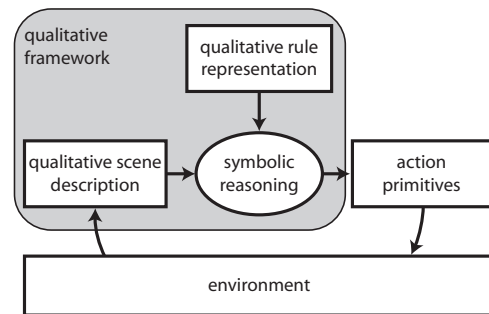 qualitative
framework
qualitative rule
representation
qualitative scene
description
symbolic
reasoning
action
primitives
environment